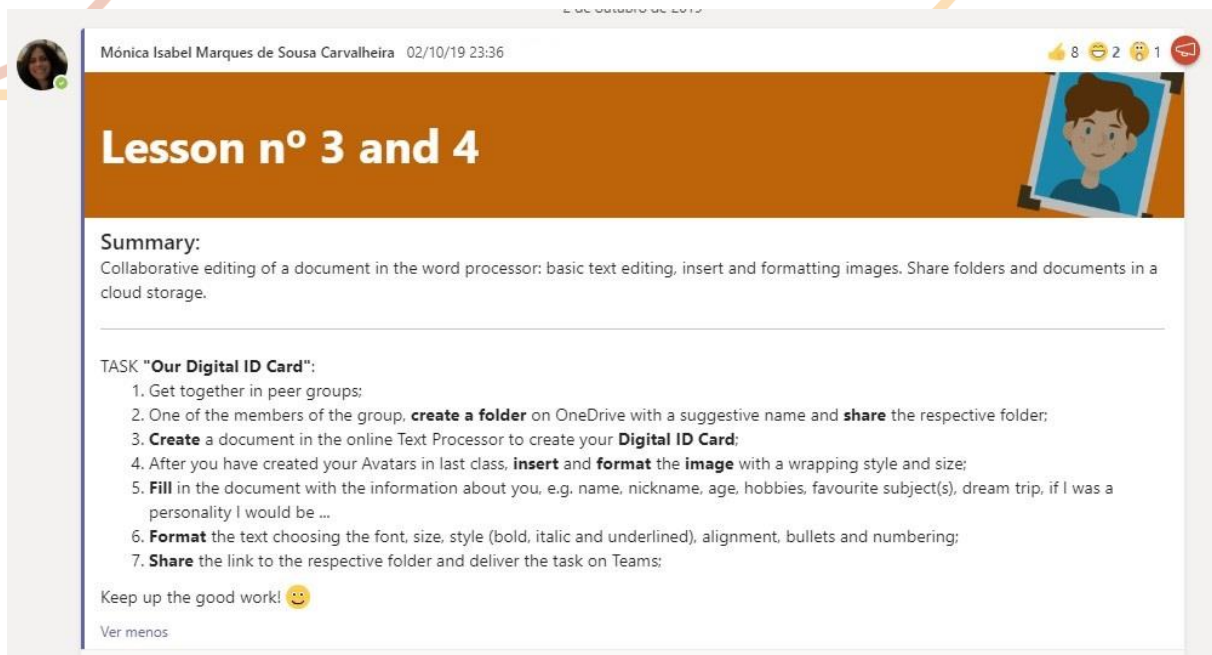 2 de outubro de 2019
Mónica Isabel Marques de Sousa Carvalheira 02/10/19 23:36
8 2 1
Lesson nº 3 and 4
Summary:
Collaborative editing of a document in the word processor: basic text editing, insert and formatting images. Share folders and documents in a
cloud storage.
TASK "Our Digital ID Card":
1. Get together in peer groups;
2. One of the members of the group, create a folder on OneDrive with a suggestive name and share the respective folder;
3. Create a document in the online Text Processor to create your Digital ID Card;
4. After you have created your Avatars in last class, insert and format the image with a wrapping style and size;
5. Fill in the document with the information about you, e.g. name, nickname, age, hobbies, favourite subject(s), dream trip, if I was a
personality I would be ...
6. Format the text choosing the font, size, style (bold, italic and underlined), alignment, bullets and numbering;
7. Share the link to the respective folder and deliver the task on Teams;
Keep up the good work!
Ver menos